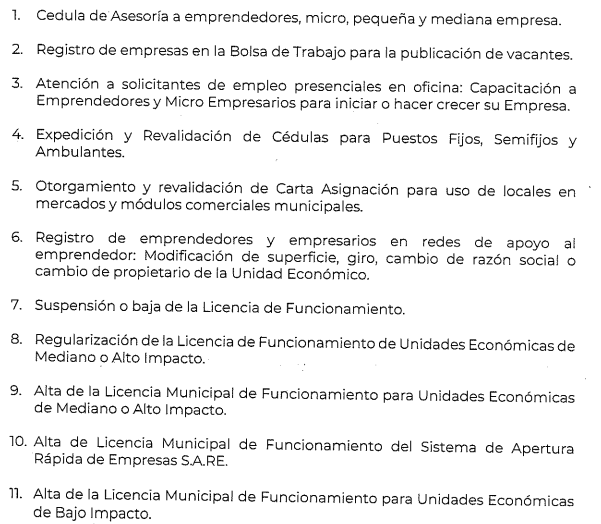 1. Cedula de Asesoría a emprendedores, micro, pequeña y mediana empresa.
2. Registro de empresas en la Bolsa de Trabajo para la publicación de vacantes.
3. Atención a solicitantes de empleo presenciales en oficina: Capacitación a
Emprendedores y Micro Empresarios para iniciar o hacer crecer su Empresa.
4. Expedición y Revalidación de Cédulas para Puestos Fijos, Semifijos y
Ambulantes.
5. Otorgamiento y revalidación de Carta Asignación para uso de locales en
mercados y módulos comerciales municipales.
6. Registro de emprendedores y empresarios en redes de apoyo al
emprendedor: Modificación de superficie, giro, cambio de razón social o
cambio de propietario de la Unidad Económico.
7. Suspensión o baja de la Licencia de Funcionamiento.
8. Regularización de la Licencia de Funcionamiento de Unidades Económicas de
Mediano o Alto Impacto.
9. Alta de la Licencia Municipal de Funcionamiento para Unidades Económicas
de Mediano o Alto Impacto.
10. Alta de Licencia Municipal de Funcionamiento del Sistema de Apertura
Rápida de Empresas S.A.RE.
11. Alta de la Licencia Municipal de Funcionamiento para Unidades Económicas
de Bajo Impacto.